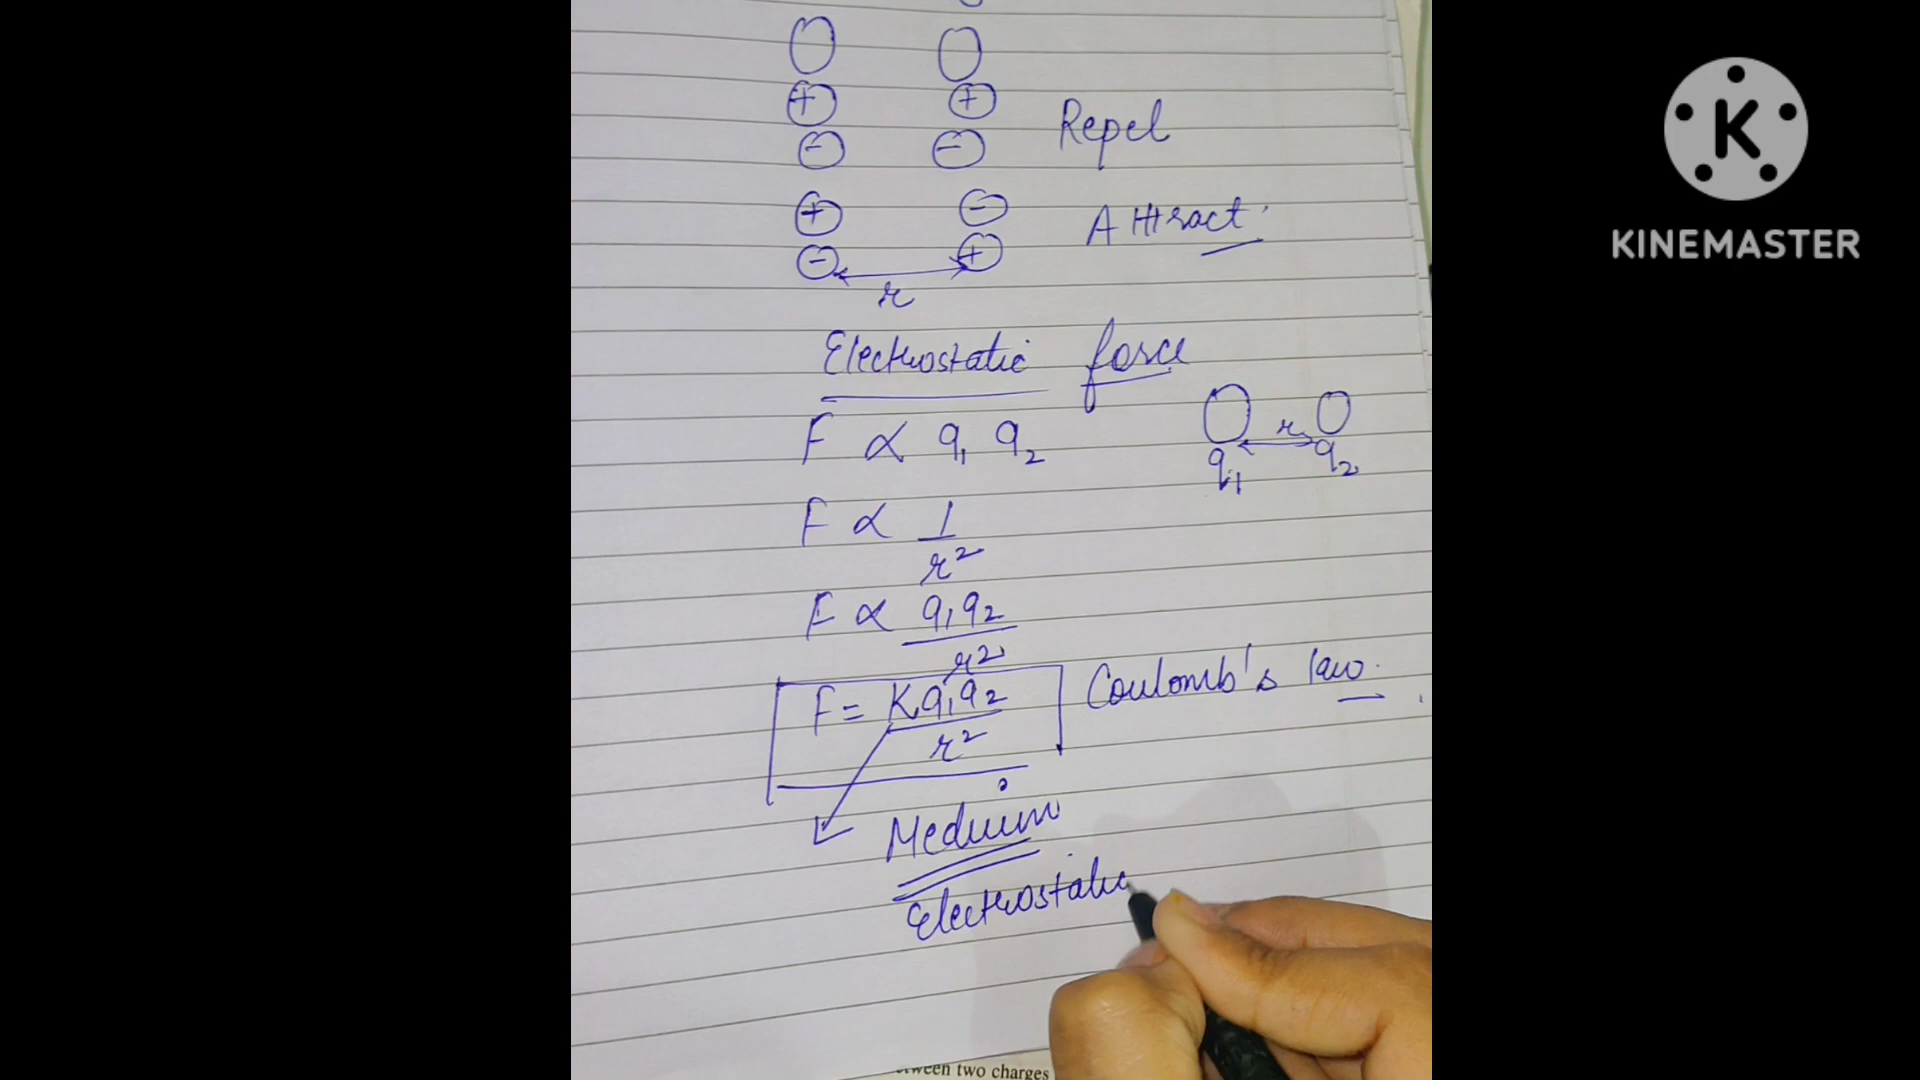 + +
- - Repel
+ -
Attract.
- +
r
Electrostatic force
F ∝ q₁ q₂
r
q₁ q₂
F ∝ 1/r²
F ∝ q₁q₂/r²
F = Kq₁q₂/r² Coulomb's law.
Medium
Electrostatic
two charges
K
KINEMASTER